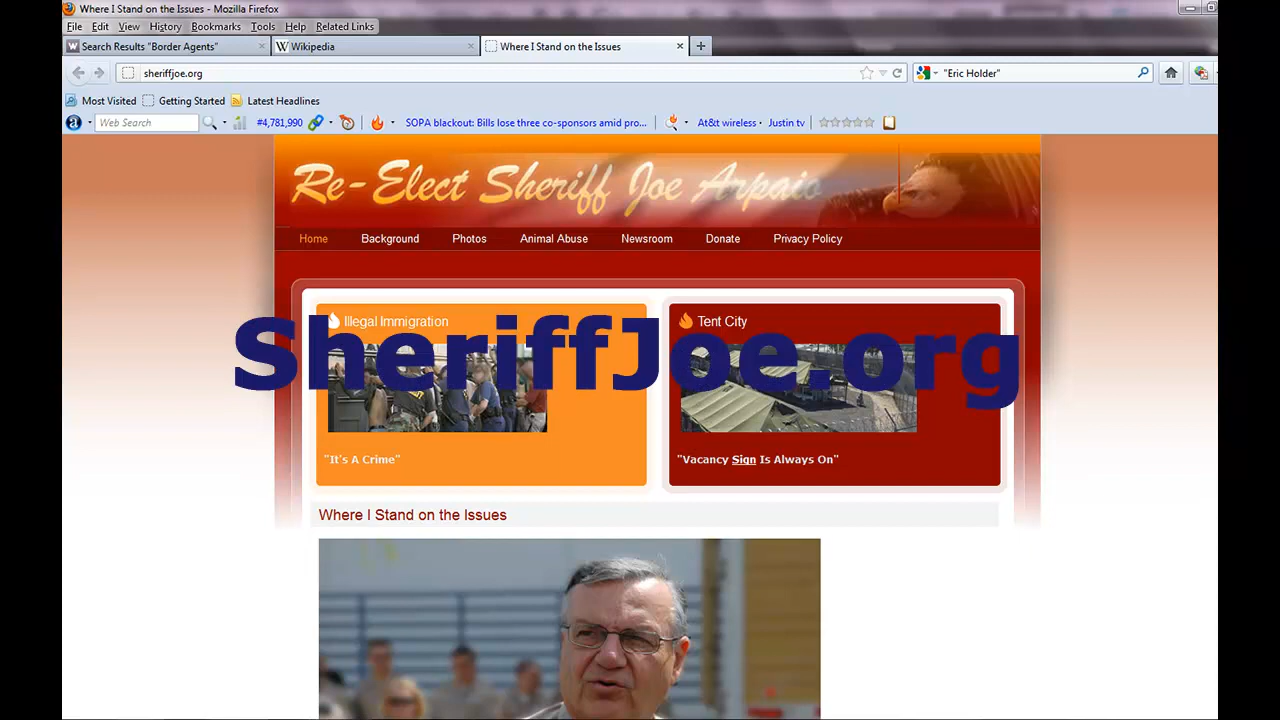 Where I Stand on the Issues - Mozilla Firefox
File Edit View History Bookmarks Tools Help Related Links
Search Results "Border Agents" Wikipedia Where I Stand on the Issues
sheriffjoe.org "Eric Holder"
Most Visited Getting Started Latest Headlines
Web Search #4,781,990 SOPA blackout: Bills lose three co-sponsors amid pro... At&t wireless Justin tv
Re-Elect Sheriff Joe Arpaio
Home Background Photos Animal Abuse Newsroom Donate Privacy Policy
Illegal Immigration Tent City
SheriffJoe.org
"It's A Crime" "Vacancy Sign Is Always On"
Where I Stand on the Issues